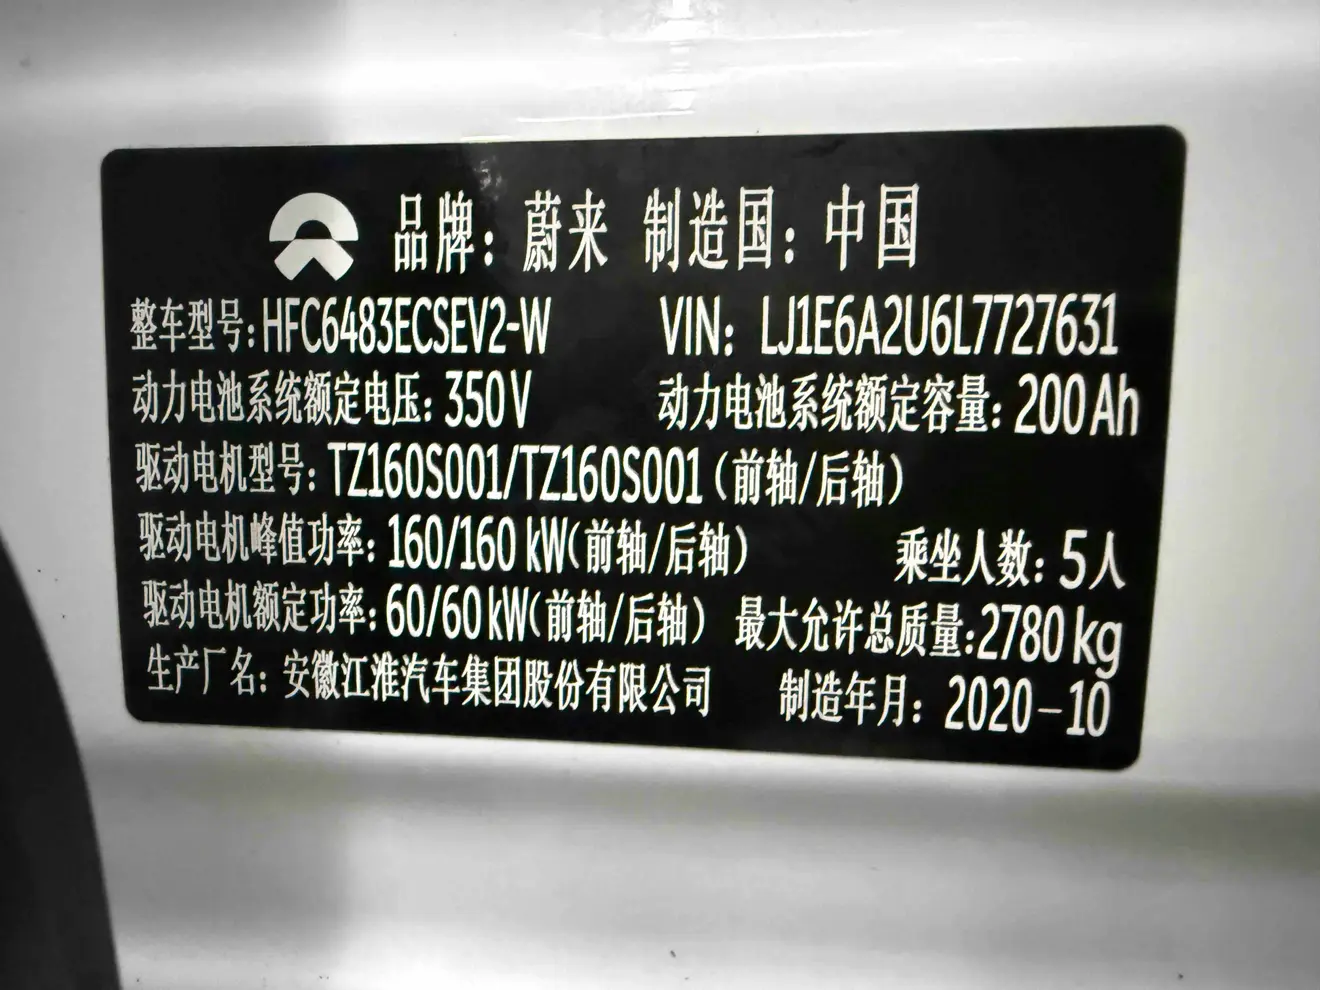 品牌：蔚来 制造国：中国
整车型号：HFC6483ECSEV2-W VIN：LJ1E6A2U6L7727631
动力电池系统额定电压：350V 动力电池系统额定容量：200Ah
驱动电机型号：TZ160S001/TZ160S001（前轴/后轴）
驱动电机峰值功率：160/160 kW（前轴/后轴） 乘坐人数：5人
驱动电机额定功率：60/60kW（前轴/后轴） 最大允许总质量：2780kg
生产厂名：安徽江淮汽车集团股份有限公司 制造年月：2020-10